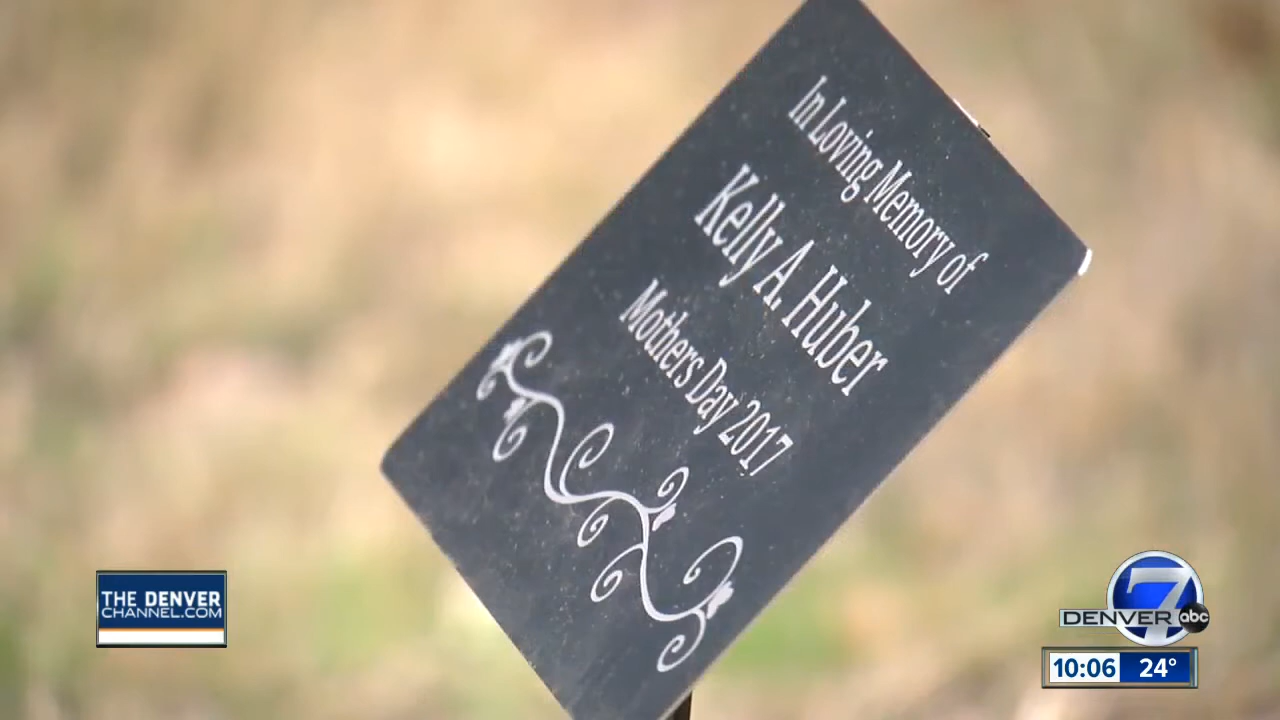 In Loving Memory of
Kelly A. Huber
Mothers Day 2017
THE DENVER
CHANNEL.COM
7
DENVER abc
10:06 24°